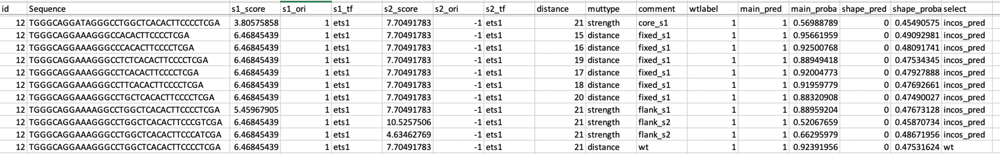 id Sequence s1_score s1_ori s1_tf s2_score s2_ori s2_tf distance muttype comment wtlabel main_pred main_proba shape_pred shape_proba select
12 TGGGCAGGATAGGGCCTGGCTCACACTTCCCCTCGA 3.80575858 1 ets1 7.70491783 -1 ets1 21 strength core_s1 1 1 0.56988789 0 0.45490575 incos_pred
12 TGGGCAGGAAAGGGCCACACTTCCCCTCGA 6.46845439 1 ets1 7.70491783 -1 ets1 15 distance fixed_s1 1 1 0.95661959 0 0.49092981 incos_pred
12 TGGGCAGGAAAGGGCCCACACTTCCCCTCGA 6.46845439 1 ets1 7.70491783 -1 ets1 16 distance fixed_s1 1 1 0.92500768 0 0.48091741 incos_pred
12 TGGGCAGGAAAGGGCCTCTCACACTTCCCCTCGA 6.46845439 1 ets1 7.70491783 -1 ets1 19 distance fixed_s1 1 1 0.88949418 0 0.47534345 incos_pred
12 TGGGCAGGAAAGGGCCTCACACTTCCCCTCGA 6.46845439 1 ets1 7.70491783 -1 ets1 17 distance fixed_s1 1 1 0.92004773 0 0.47927888 incos_pred
12 TGGGCAGGAAAGGGCCTTCACACTTCCCCTCGA 6.46845439 1 ets1 7.70491783 -1 ets1 18 distance fixed_s1 1 1 0.91959779 0 0.47692661 incos_pred
12 TGGGCAGGAAAGGGCCTGCTCACACTTCCCCTCGA 6.46845439 1 ets1 7.70491783 -1 ets1 20 distance fixed_s1 1 1 0.88320908 0 0.47490027 incos_pred
12 TGGGCAGGAAAAGGCCTGGCTCACACTTCCCCTCGA 5.45967905 1 ets1 7.70491783 -1 ets1 21 strength flank_s1 1 1 0.88959204 0 0.47673128 incos_pred
12 TGGGCAGGAAAGGGCCTGGCTCACACTTCCCGTCGA 6.46845439 1 ets1 10.5257506 -1 ets1 21 strength flank_s2 1 1 0.52067659 0 0.45870734 incos_pred
12 TGGGCAGGAAAGGGCCTGGCTCACACTTCCCATCGA 6.46845439 1 ets1 4.63462769 -1 ets1 21 strength flank_s2 1 1 0.66295979 0 0.48671956 incos_pred
12 TGGGCAGGAAAGGGCCTGGCTCACACTTCCCCTCGA 6.46845439 1 ets1 7.70491783 -1 ets1 21 distance wt 1 1 0.92391956 0 0.47531624 wt